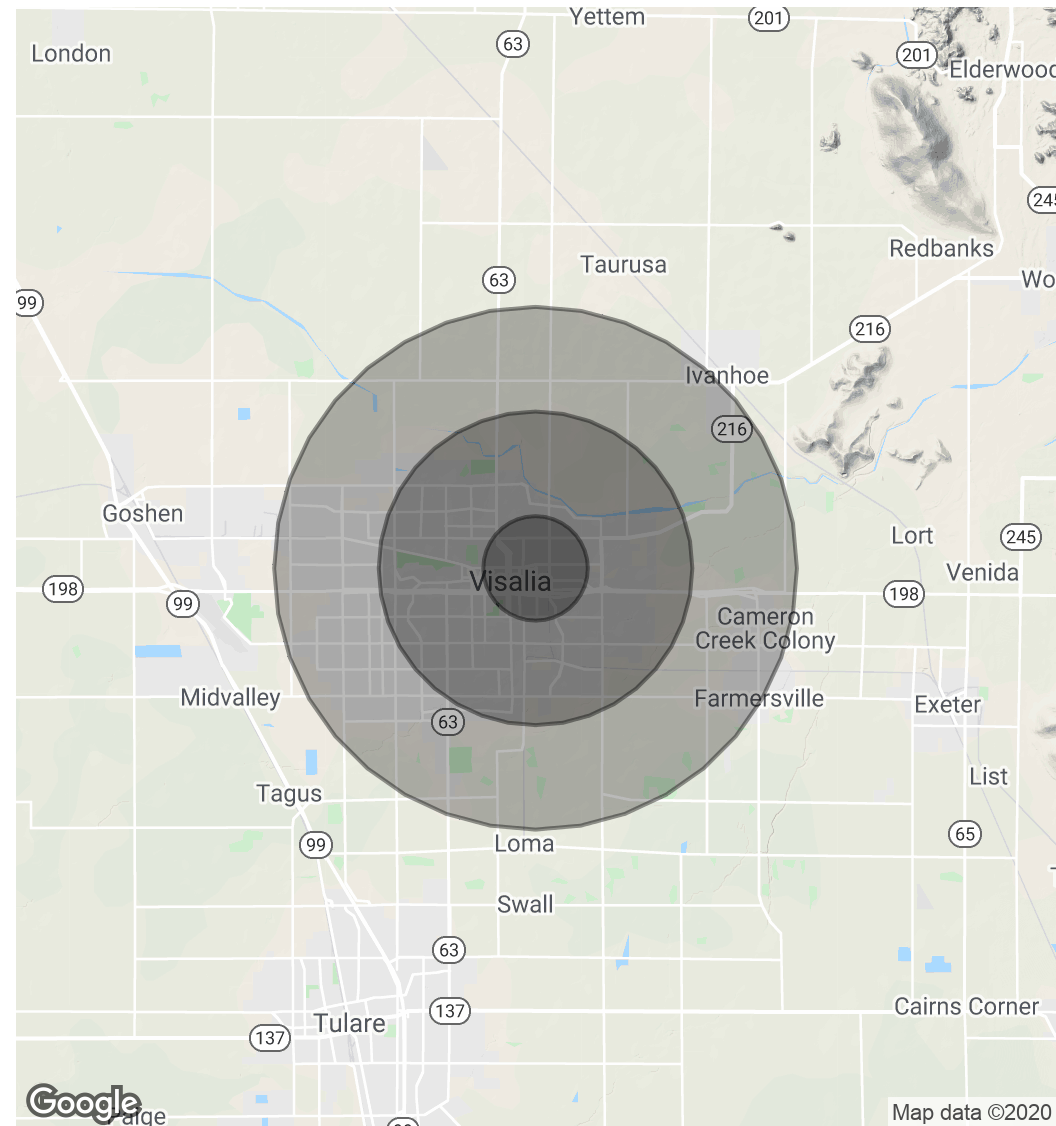 Yettem
201
63
London
201
Elderwood
245
Redbanks
Taurusa
63
Wo
99
216
Ivanhoe
216
Goshen
Lort
245
Venida
Visalia
198
198
99
Cameron
Creek Colony
Midvalley
Farmersville
Exeter
63
List
Tagus
65
Loma
99
Swall
63
Cairns Corner
137
Tulare
137
Google
Paige
Map data ©2020